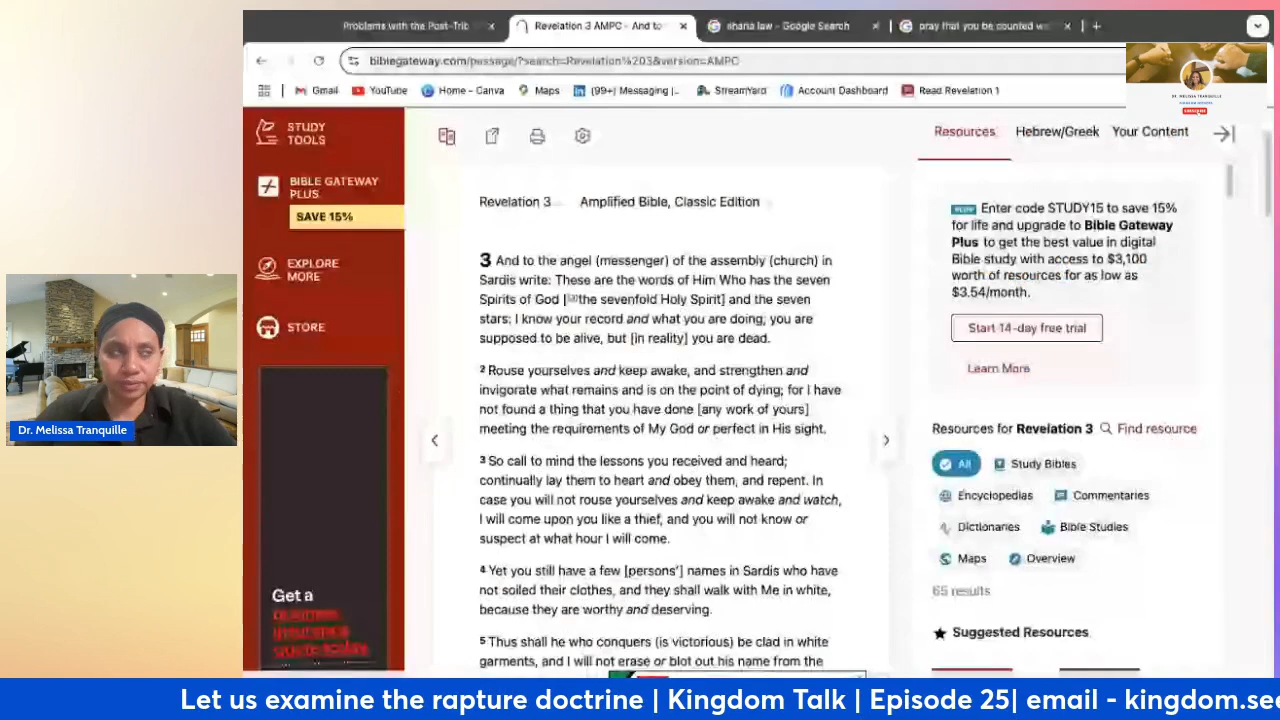 Problems with the Post-Trib
Revelation 3 AMPC - And to
sharia law - Google Search
pray that you be counted wo
biblegateway.com/passage/?search=Revelation%203&version=AMPC
Gmail
YouTube
Home - Canva
Maps
(99+) Messaging |..
StreamYard
Account Dashboard
Read Revelation 1
DR. MELISSA TRANQUILLE
STUDY
TOOLS
BIBLE GATEWAY
PLUS
SAVE 15%
EXPLORE
MORE
STORE
Get a
Resources
Hebrew/Greek
Your Content
Revelation 3 Amplified Bible, Classic Edition
3 And to the angel (messenger) of the assembly (church) in
Sardis write: These are the words of Him Who has the seven
Spirits of God [the sevenfold Holy Spirit] and the seven
stars: I know your record and what you are doing; you are
supposed to be alive, but [in reality] you are dead.
2 Rouse yourselves and keep awake, and strengthen and
invigorate what remains and is on the point of dying; for I have
not found a thing that you have done [any work of yours]
meeting the requirements of My God or perfect in His sight.
3 So call to mind the lessons you received and heard;
continually lay them to heart and obey them, and repent. In
case you will not rouse yourselves and keep awake and watch,
I will come upon you like a thief, and you will not know or
suspect at what hour I will come.
4 Yet you still have a few [persons'] names in Sardis who have
not soiled their clothes, and they shall walk with Me in white,
because they are worthy and deserving.
5 Thus shall he who conquers (is victorious) be clad in white
garments, and I will not erase or blot out his name from the
Enter code STUDY15 to save 15%
for life and upgrade to Bible Gateway
Plus to get the best value in digital
Bible study with access to $3,100
worth of resources for as low as
$3.54/month.
Start 14-day free trial
Learn More
Resources for Revelation 3
Find resource
All
Study Bibles
Encyclopedias
Commentaries
Dictionaries
Bible Studies
Maps
Overview
65 results
Suggested Resources
Dr. Melissa Tranquille
Let us examine the rapture doctrine | Kingdom Talk | Episode 25| email - kingdom.see